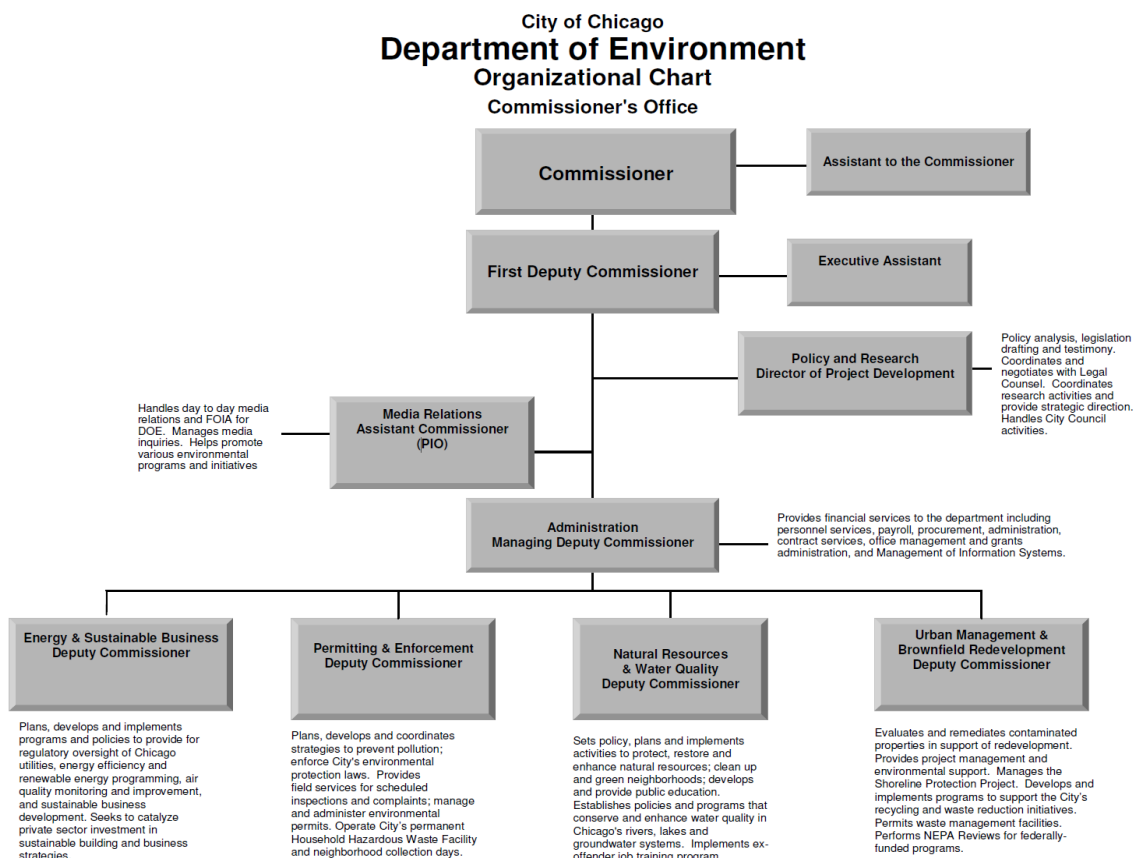 City of Chicago
Department of Environment
Organizational Chart
Commissioner's Office
Commissioner
Assistant to the Commissioner
First Deputy Commissioner
Executive Assistant
Policy and Research
Director of Project Development
Policy analysis, legislation
drafting and testimony.
Coordinates and
negotiates with Legal
Counsel.  Coordinates
research activities and
provide strategic direction.
Handles City Council
activities.
Handles day to day media
relations and FOIA for
DOE.  Manages media
inquiries.  Helps promote
various environmental
programs and initiatives
Media Relations
Assistant Commissioner
(PIO)
Administration
Managing Deputy Commissioner
Provides financial services to the department including
personnel services, payroll, procurement, administration,
contract services, office management and grants
administration, and Management of Information Systems.
Energy & Sustainable Business
Deputy Commissioner
Plans, develops and implements
programs and policies to provide for
regulatory oversight of Chicago
utilities, energy efficiency and
renewable energy programming, air
quality monitoring and improvement,
and sustainable business
development. Seeks to catalyze
private sector investment in
sustainable building and business
strategies
Permitting & Enforcement
Deputy Commissioner
Plans, develops and coordinates
strategies to prevent pollution;
enforce City's environmental
protection laws.  Provides
field services for scheduled
inspections and complaints; manage
and administer environmental
permits. Operate City's permanent
Household Hazardous Waste Facility
and neighborhood collection days.
Natural Resources
& Water Quality
Deputy Commissioner
Sets policy, plans and implements
activities to protect, restore and
enhance natural resources; clean up
and green neighborhoods; develops
and provide public education.
Establishes policies and programs that
conserve and enhance water quality in
Chicago's rivers, lakes and
groundwater systems.  Implements ex-
offender job training program
Urban Management &
Brownfield Redevelopment
Deputy Commissioner
Evaluates and remediates contaminated
properties in support of redevelopment.
Provides project management and
environmental support.  Manages the
Shoreline Protection Project.  Develops and
implements programs to support the City's
recycling and waste reduction initiatives.
Permits waste management facilities.
Performs NEPA Reviews for federally-
funded programs.